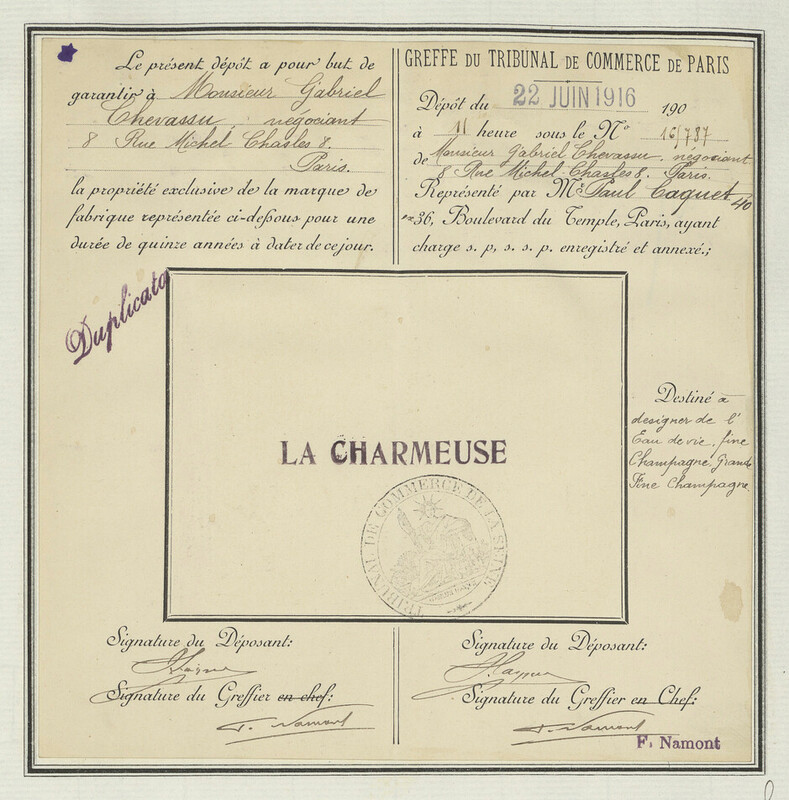 Le présent dépôt a pour but de
garantir à Monsieur Gabriel
Chevassu, négociant
8 Rue Michel Chasles 8.
Paris.
la propriété exclusive de la marque de
fabrique représentée ci-dessous pour une
durée de quinze années à dater de ce jour.
GREFFE DU TRIBUNAL DE COMMERCE DE PARIS
Dépôt du 22 JUIN 1916 190
à 11 heure sous le No 16/787
de Monsieur Gabriel Chevassu, négociant
8 Rue Michel Chasles 8. Paris.
Représenté par Mr Paul Caquet
36, Boulevard du Temple, Paris, ayant
charge s. p, s. s. p. enregistré et annexé.;
Duplicata
LA CHARMEUSE
TRIBUNAL DE COMMERCE DE LA SEINE
Destiné à
designer de l'
Eau de vie, fine
Champagne, Grande
Fine Champagne.
Signature du Déposant:
Signature du Greffier en chef:
F. Namont
Signature du Déposant:
Signature du Greffier en Chef:
F. Namont
F. Namont